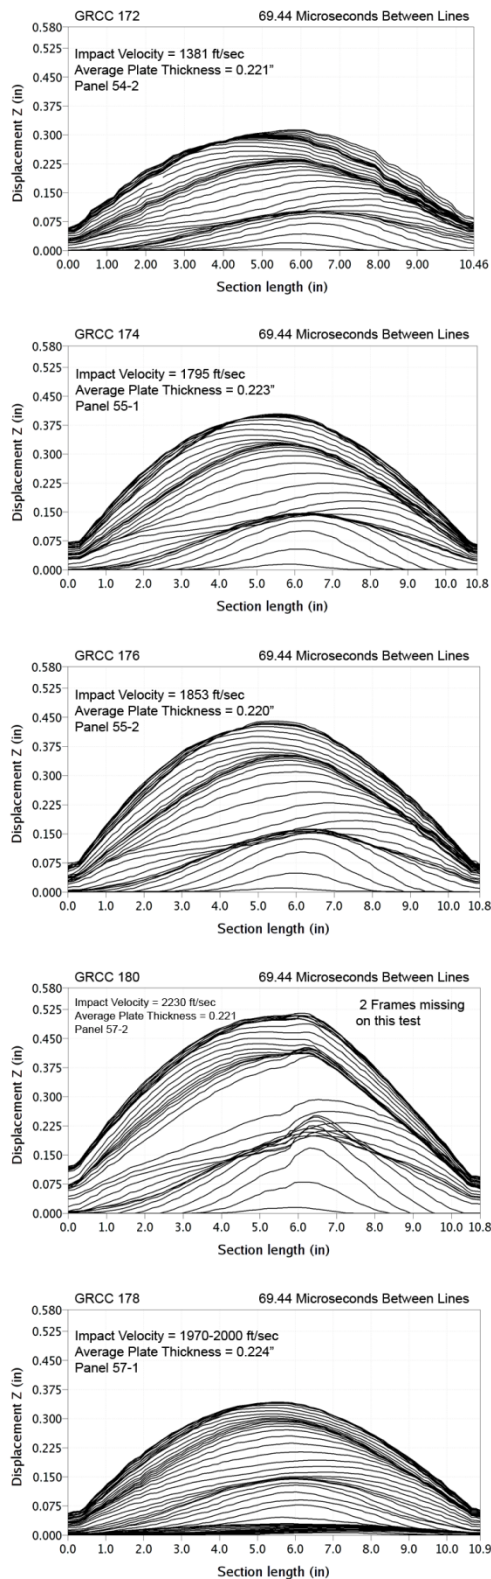 GRCC 172 69.44 Microseconds Between Lines
0.580
0.525
Impact Velocity = 1381 ft/sec
Average Plate Thickness = 0.221"
0.450
Panel 54-2
0.375
0.300
0.225
0.150
0.075
0.000
Displacement Z (in)
0.00 1.00 2.00 3.00 4.00 5.00 6.00 7.00 8.00 9.00 10.46
Section length (in)
GRCC 174 69.44 Microseconds Between Lines
0.580
0.525
Impact Velocity = 1795 ft/sec
Average Plate Thickness = 0.223"
0.450
Panel 55-1
0.375
0.300
0.225
0.150
0.075
0.000
Displacement Z (in)
0.0 1.0 2.0 3.0 4.0 5.0 6.0 7.0 8.0 9.0 10.0 10.8
Section length (in)
GRCC 176 69.44 Microseconds Between Lines
0.580
0.525
Impact Velocity = 1853 ft/sec
Average Plate Thickness = 0.220"
0.450
Panel 55-2
0.375
0.300
0.225
0.150
0.075
0.000
Displacement Z (in)
0.0 1.0 2.0 3.0 4.0 5.0 6.0 7.0 8.0 9.0 10.0 10.8
Section length (in)
GRCC 180 69.44 Microseconds Between Lines
0.580
0.525
Impact Velocity = 2230 ft/sec
Average Plate Thickness = 0.221
Panel 57-2
2 Frames missing
on this test
0.450
0.375
0.300
0.225
0.150
0.075
0.000
Displacement Z (in)
0.0 1.0 2.0 3.0 4.0 5.0 6.0 7.0 8.0 9.0 10.0 10.8
Section length (in)
GRCC 178 69.44 Microseconds Between Lines
0.580
0.525
Impact Velocity = 1970-2000 ft/sec
Average Plate Thickness = 0.224"
0.450
Panel 57-1
0.375
0.300
0.225
0.150
0.075
0.000
Displacement Z (in)
0.0 1.0 2.0 3.0 4.0 5.0 6.0 7.0 8.0 9.0 10.0 10.9
Section length (in)